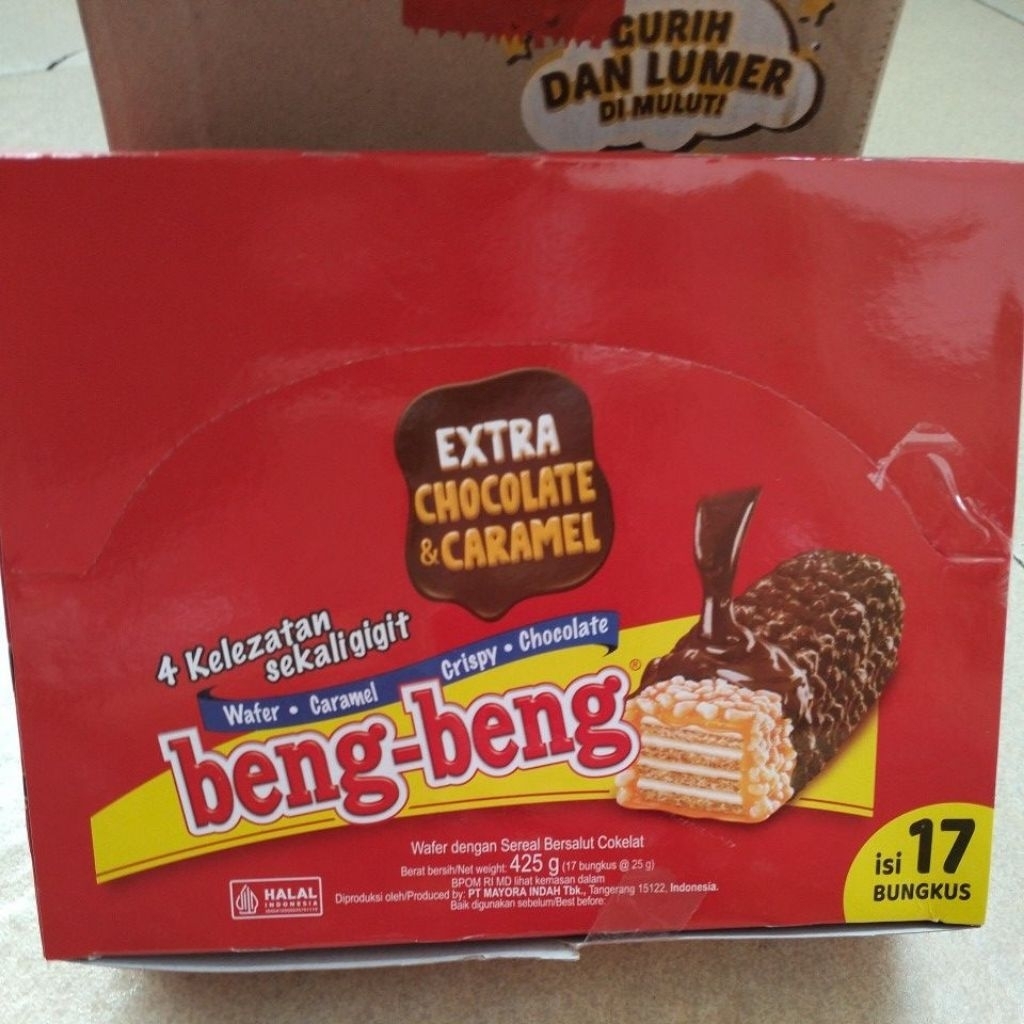 GURIH
DAN LUMER
DI MULUT!
EXTRA
CHOCOLATE
& CARAMEL
4 Kelezatan
sekali gigit
Wafer • Caramel Crispy • Chocolate
beng-beng®
Wafer dengan Sereal Bersalut Cokelat
Berat bersih/Net weight: 425 g (17 bungkus @ 25 g)
BPOM RI MD lihat kemasan dalam
Diproduksi oleh/Produced by: PT MAYORA INDAH Tbk., Tangerang 15122, Indonesia.
Baik digunakan sebelum/Best before:
HALAL
INDONESIA
isi 17
BUNGKUS